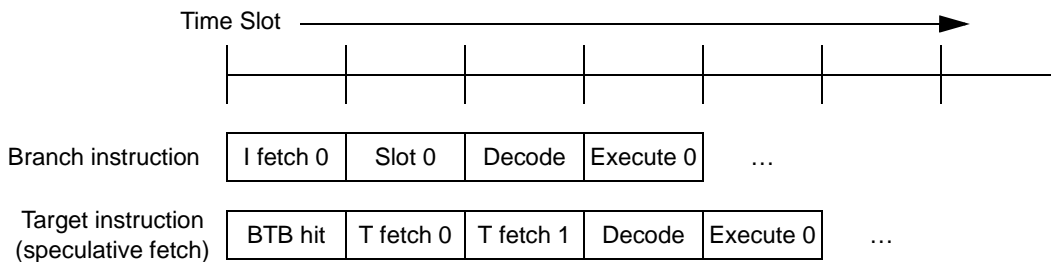 Time Slot
Branch instruction I fetch 0 Slot 0 Decode Execute 0 …
Target instruction
(speculative fetch) BTB hit T fetch 0 T fetch 1 Decode Execute 0 …